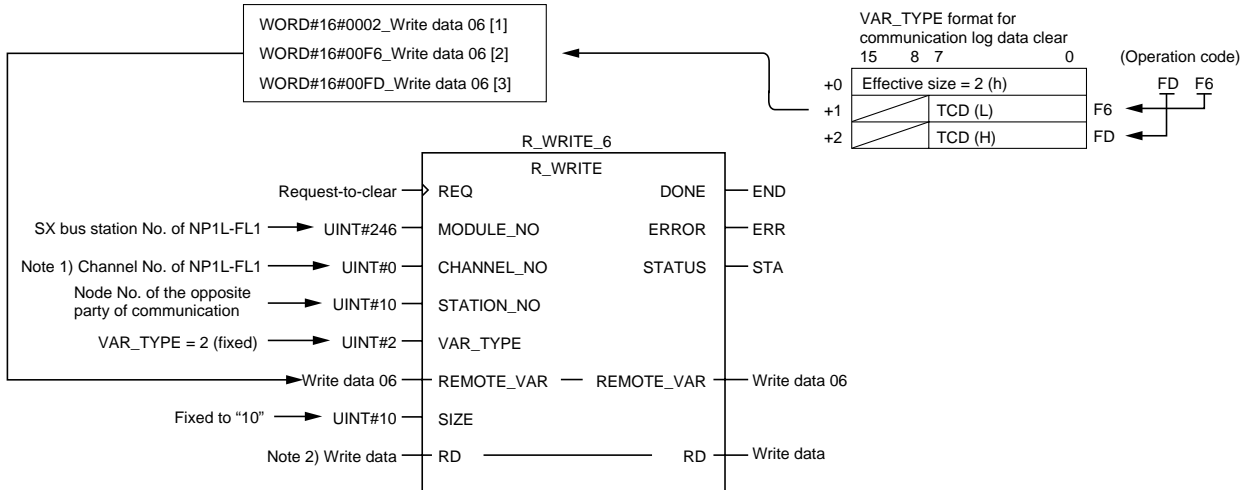 WORD#16#0002_Write data 06 [1]
WORD#16#00F6_Write data 06 [2]
WORD#16#00FD_Write data 06 [3]
VAR_TYPE format for
communication log data clear
15 8 7 0
(Operation code)
+0 Effective size = 2 (h)
FD F6
+1 TCD (L) F6
+2 TCD (H) FD
R_WRITE_6
R_WRITE
Request-to-clear REQ DONE END
SX bus station No. of NP1L-FL1 UINT#246 MODULE_NO ERROR ERR
Note 1) Channel No. of NP1L-FL1 UINT#0 CHANNEL_NO STATUS STA
Node No. of the opposite
party of communication UINT#10 STATION_NO
VAR_TYPE = 2 (fixed) UINT#2 VAR_TYPE
Write data 06 REMOTE_VAR REMOTE_VAR Write data 06
Fixed to “10” UINT#10 SIZE
Note 2) Write data RD RD Write data